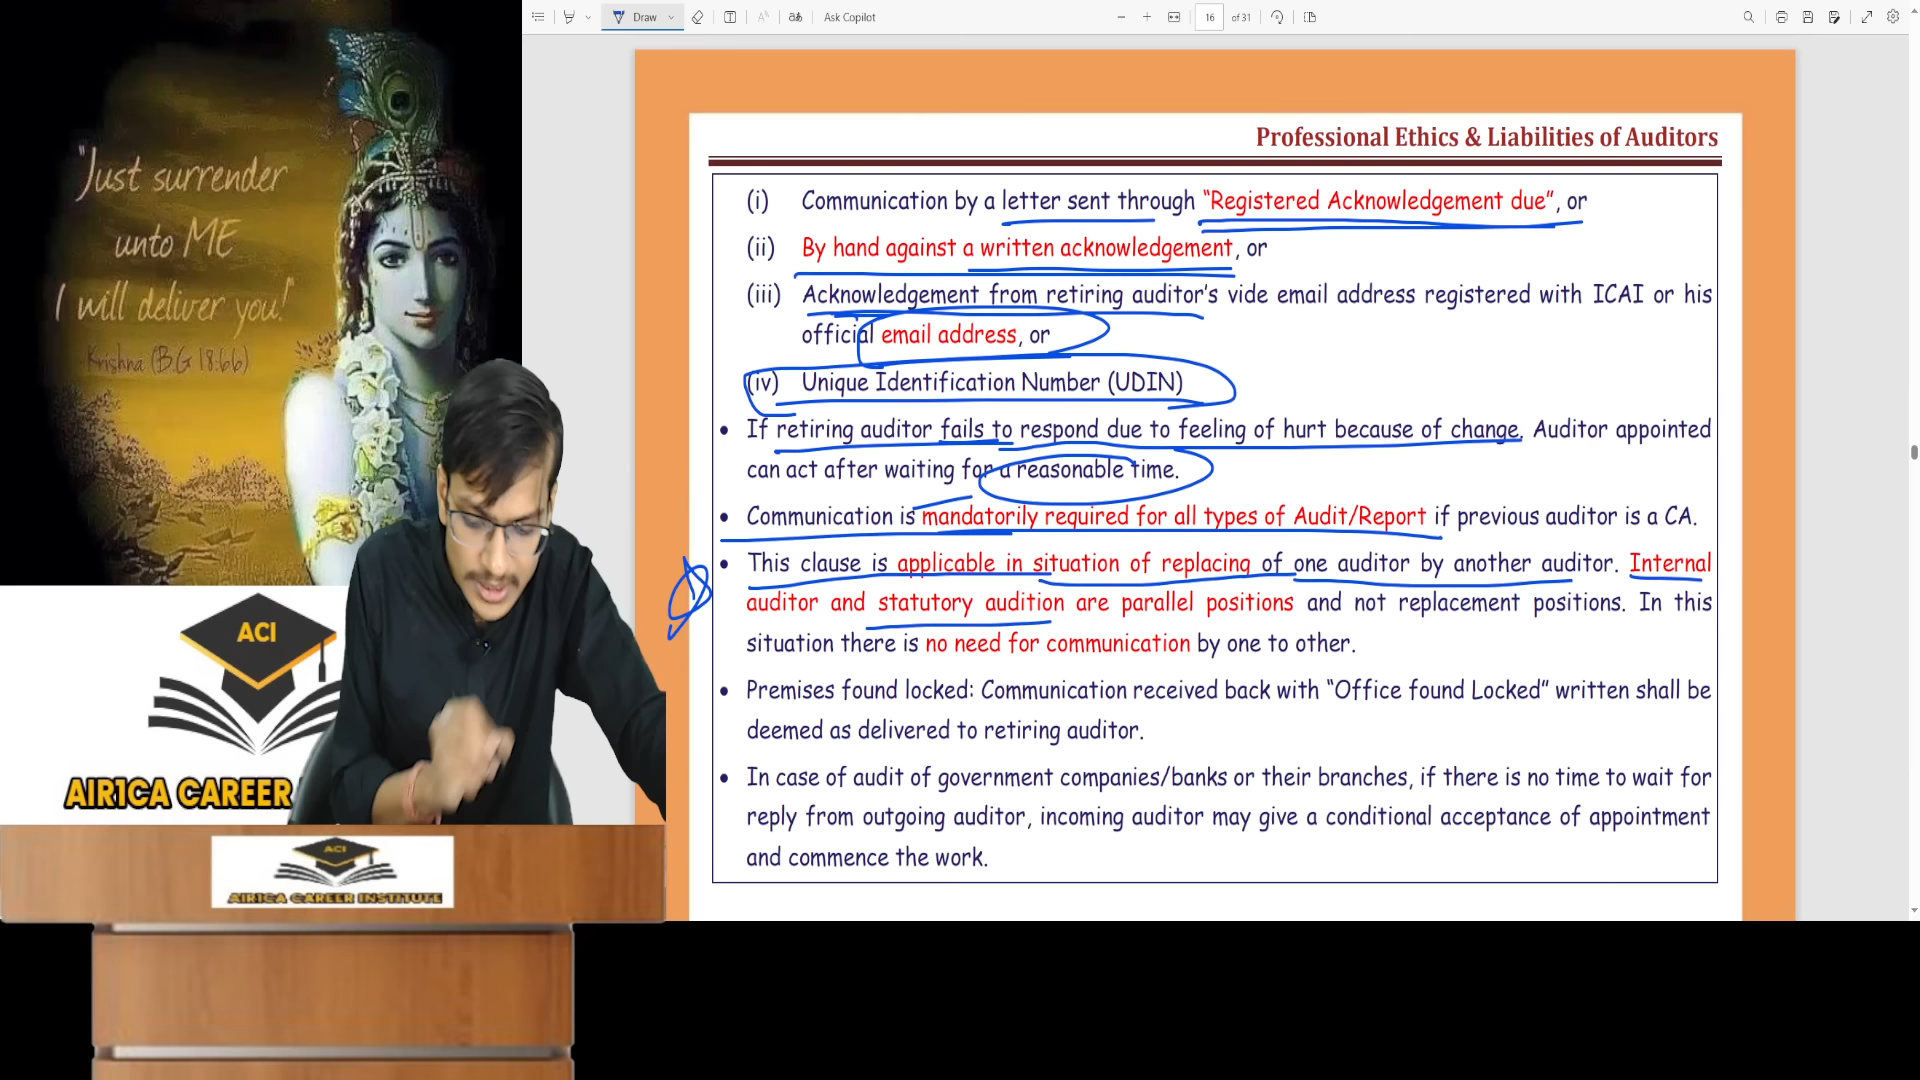 Draw
Ask Copilot
16
of 31
"Just surrender
unto ME
I will deliver you!"
- Krishna (B.G 18:66)
Professional Ethics & Liabilities of Auditors
(i) Communication by a letter sent through “Registered Acknowledgement due”, or
(ii) By hand against a written acknowledgement, or
(iii) Acknowledgement from retiring auditor’s vide email address registered with ICAI or his
official email address, or
(iv) Unique Identification Number (UDIN)
• If retiring auditor fails to respond due to feeling of hurt because of change. Auditor appointed
can act after waiting for a reasonable time.
• Communication is mandatorily required for all types of Audit/Report if previous auditor is a CA.
• This clause is applicable in situation of replacing of one auditor by another auditor. Internal
auditor and statutory audition are parallel positions and not replacement positions. In this
situation there is no need for communication by one to other.
• Premises found locked: Communication received back with “Office found Locked” written shall be
deemed as delivered to retiring auditor.
• In case of audit of government companies/banks or their branches, if there is no time to wait for
reply from outgoing auditor, incoming auditor may give a conditional acceptance of appointment
and commence the work.
ACI
AIR1CA CAREER
ACI
AIR1CA CAREER INSTITUTE